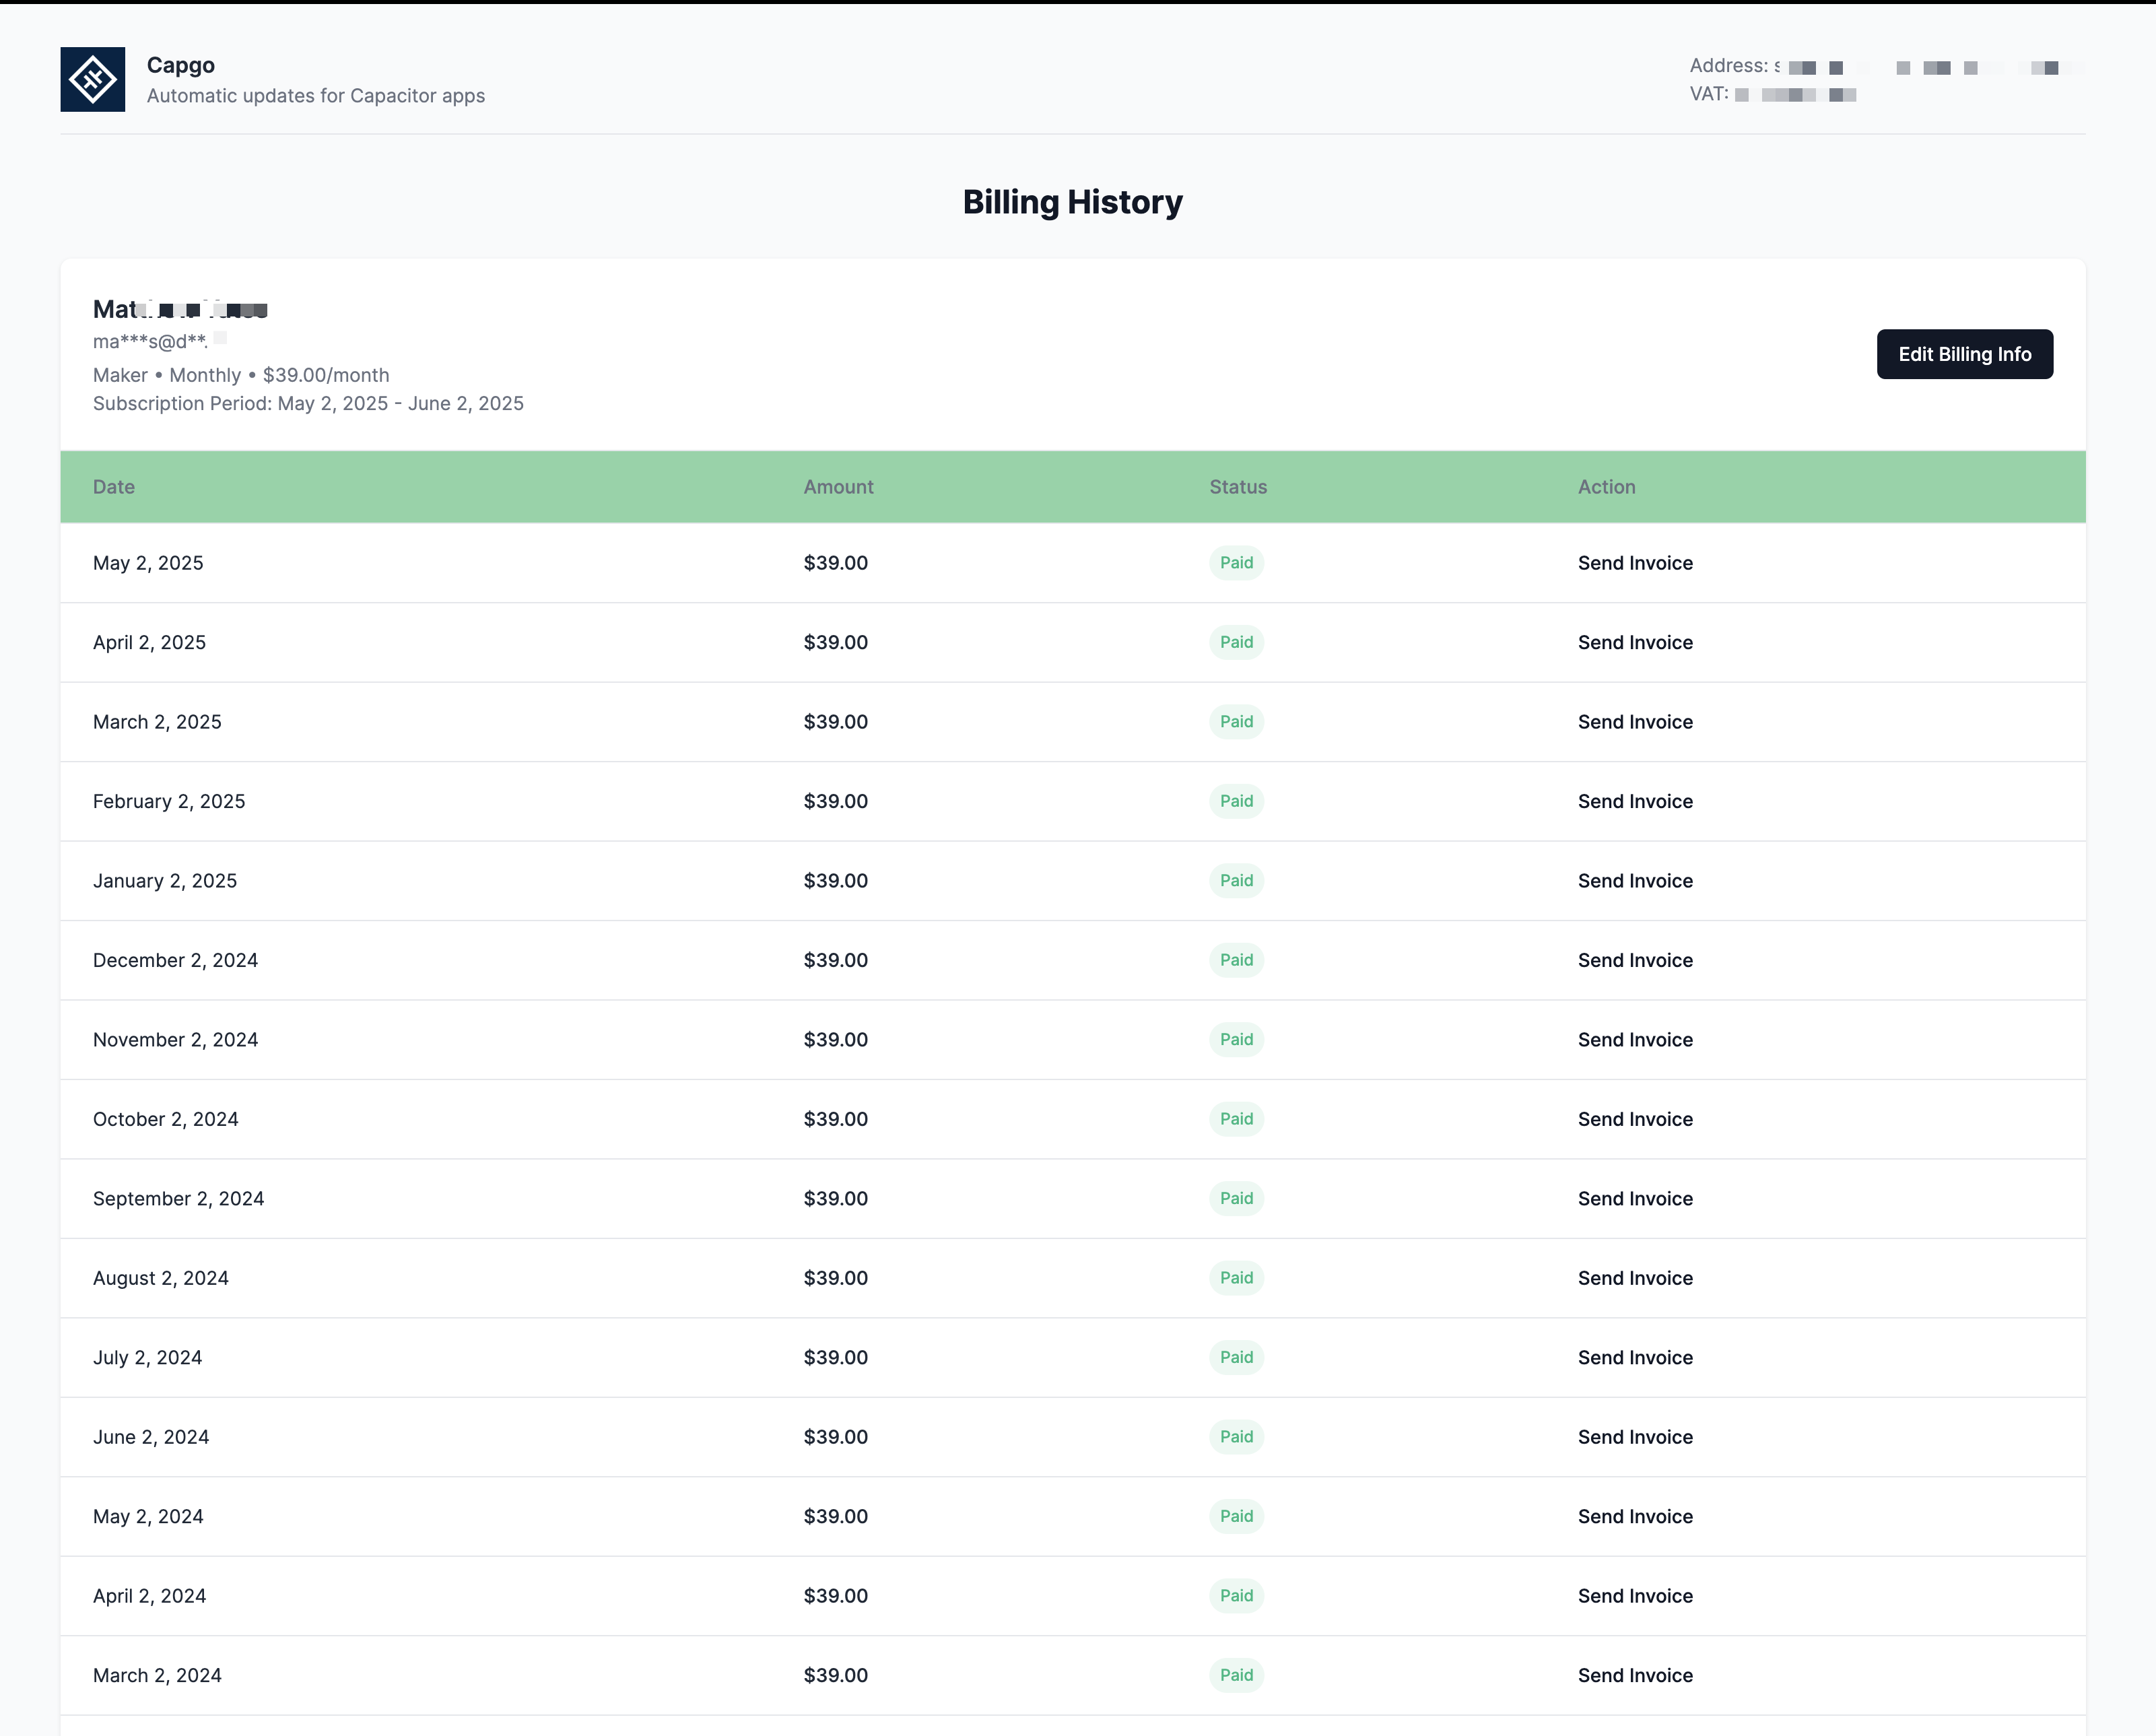 Capgo
Automatic updates for Capacitor apps
Address:
VAT:
Billing History
ma***s@d**.
Maker • Monthly • $39.00/month
Subscription Period: May 2, 2025 - June 2, 2025
Edit Billing Info
Date Amount Status Action
May 2, 2025 $39.00 Paid Send Invoice
April 2, 2025 $39.00 Paid Send Invoice
March 2, 2025 $39.00 Paid Send Invoice
February 2, 2025 $39.00 Paid Send Invoice
January 2, 2025 $39.00 Paid Send Invoice
December 2, 2024 $39.00 Paid Send Invoice
November 2, 2024 $39.00 Paid Send Invoice
October 2, 2024 $39.00 Paid Send Invoice
September 2, 2024 $39.00 Paid Send Invoice
August 2, 2024 $39.00 Paid Send Invoice
July 2, 2024 $39.00 Paid Send Invoice
June 2, 2024 $39.00 Paid Send Invoice
May 2, 2024 $39.00 Paid Send Invoice
April 2, 2024 $39.00 Paid Send Invoice
March 2, 2024 $39.00 Paid Send Invoice